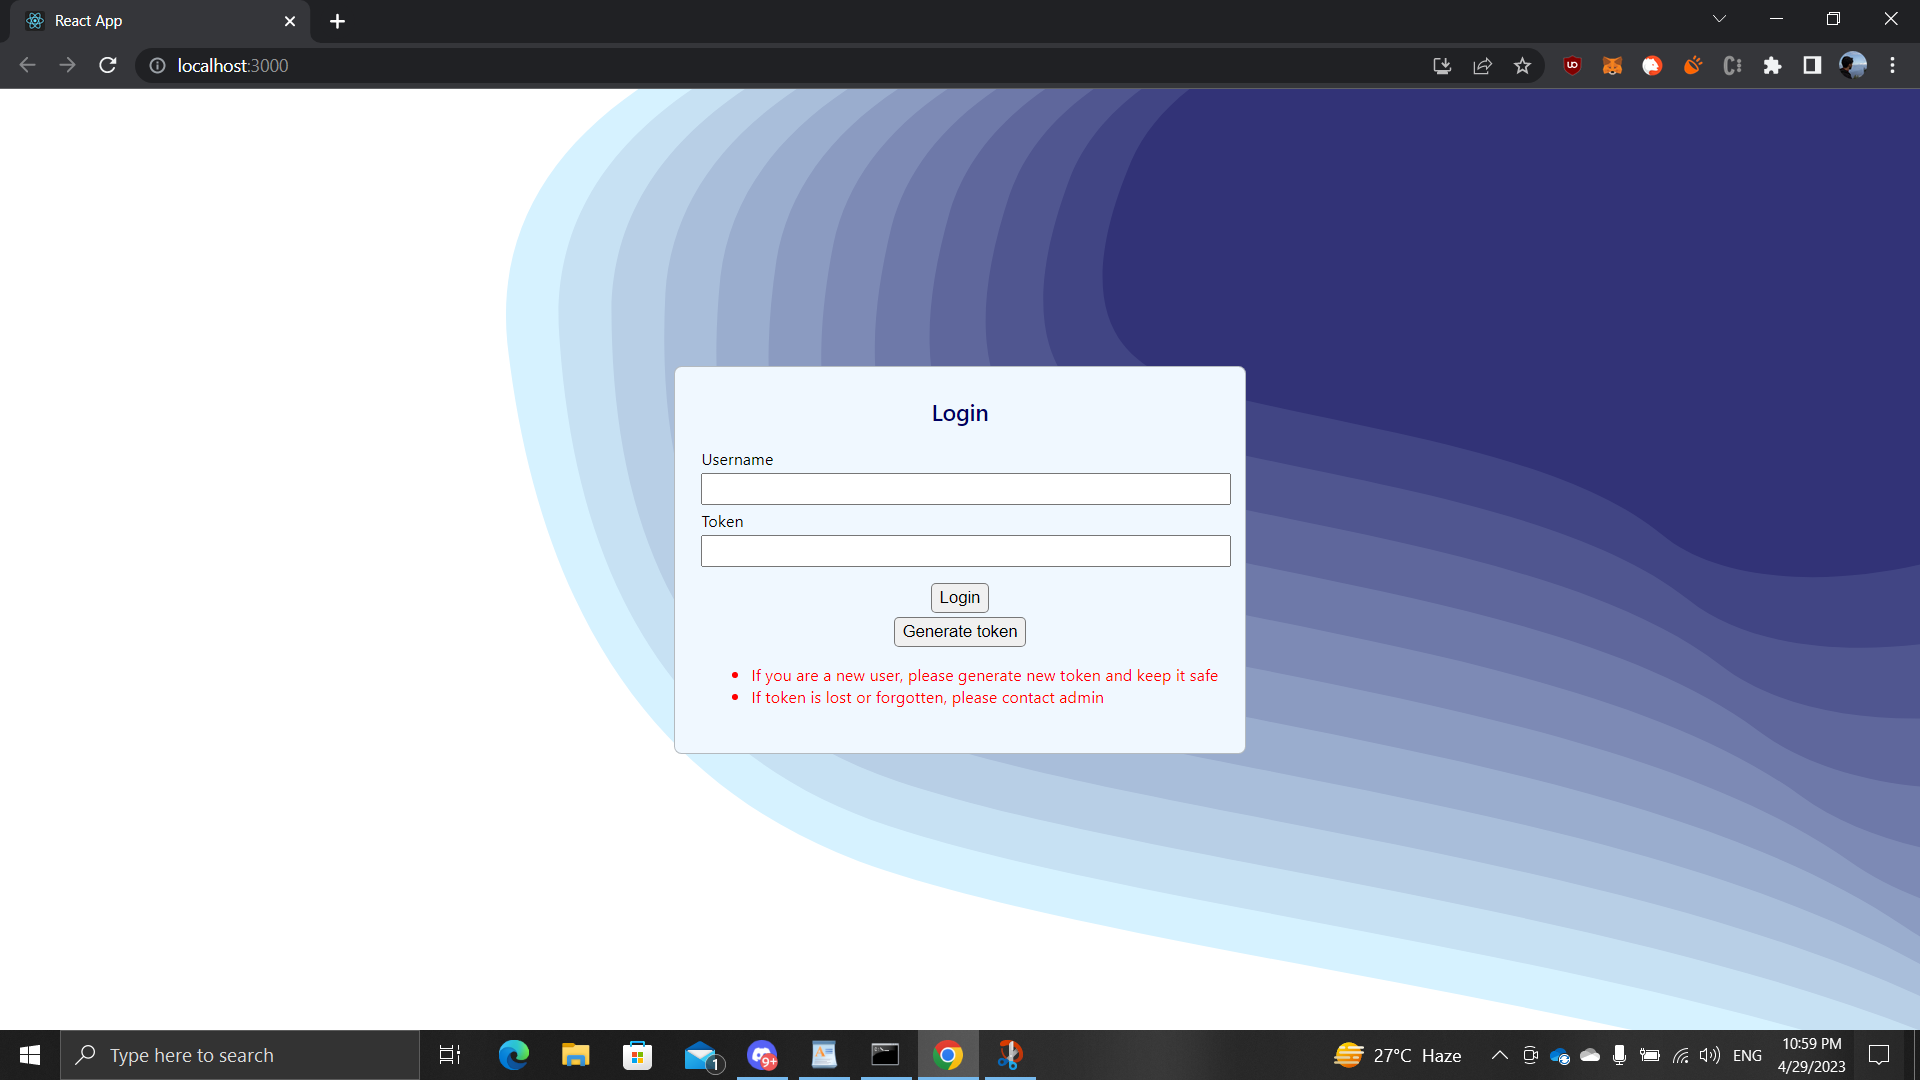 React App
localhost:3000
Login
Username
Token
Login
Generate token
If you are a new user, please generate new token and keep it safe
If token is lost or forgotten, please contact admin
Type here to search
1
9+
27°C Haze
ENG
10:59 PM
4/29/2023